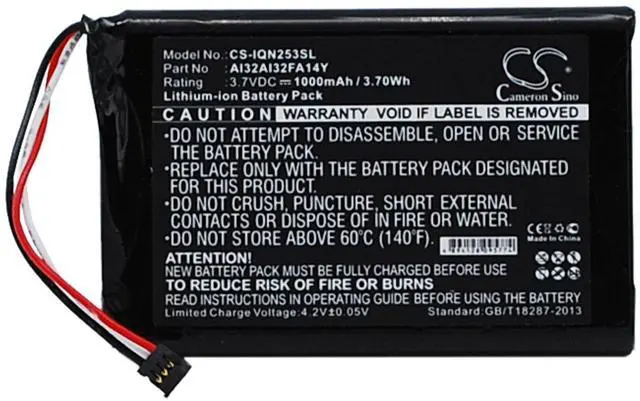 Model No.: CS-IQN253SL
Part No : AI32AI32FA14Y
Rating : 3.7VDC 1000mAh / 3.70Wh
Lithium-ion Battery Pack
CS
Cameron Sino
CAUTION WARRANTY VOID IF LABEL IS REMOVED
•DO NOT ATTEMPT TO DISASSEMBLE, OPEN OR SERVICE
THE BATTERY PACK.
•REPLACE ONLY WITH THE BATTERY PACK DESIGNATED
FOR THIS PRODUCT.
•DO NOT CRUSH, PUNCTURE, SHORT EXTERNAL
CONTACTS OR DISPOSE OF IN FIRE OR WATER.
•DO NOT STORE ABOVE 60°C (140°F).
CE
Made In China
ATTENTION!
NEW BATTERY PACK MUST BE FULLY CHARGED BEFORE USE.
TO REDUCE RISK OF FIRE OR BURNS
READ INSTRUCTIONS IN OPERATING GUIDE BEFORE USE.
Limited Charge Voltage:4.2V±0.05V
Standard:GB/T18287-2013